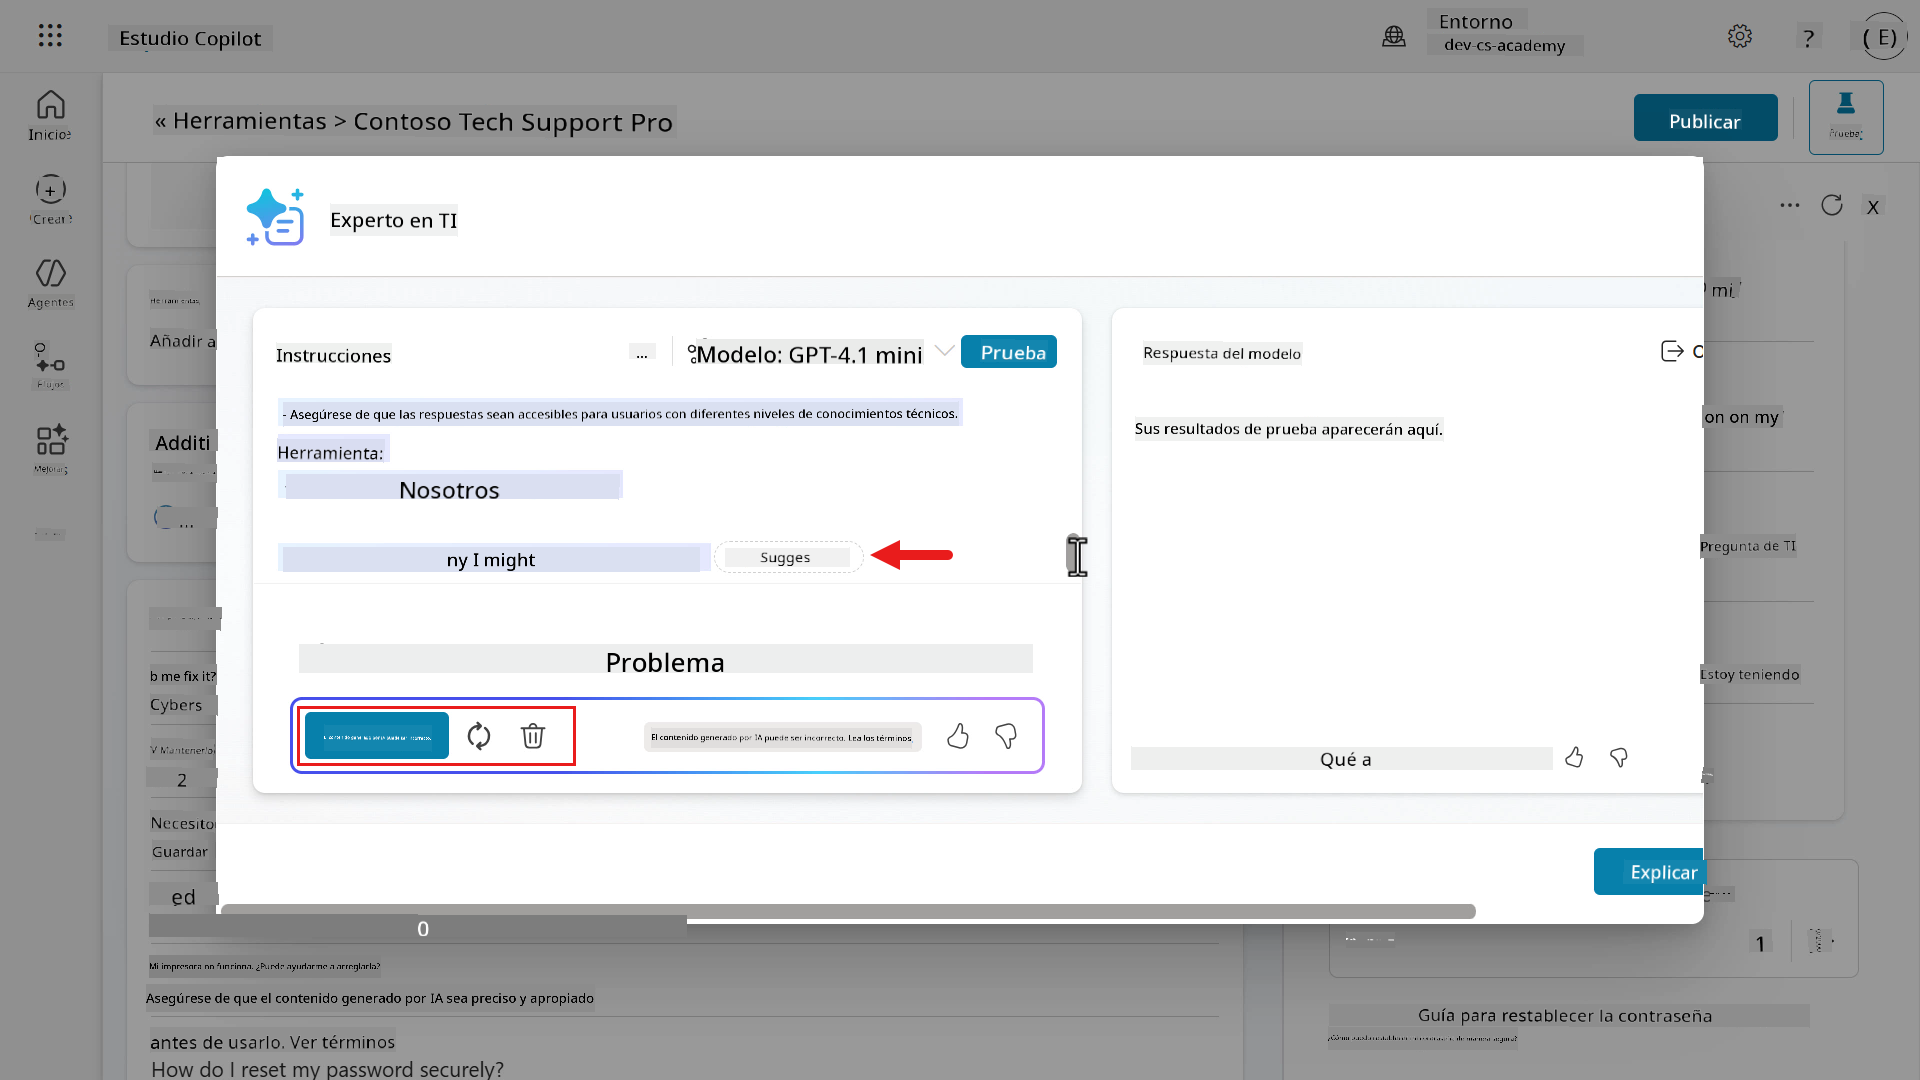 Estudio Copilot
Entorno
dev-cs-academy
?
( E)
« Herramientas > Contoso Tech Support Pro
Publicar
Prueba
Inicio
Crear
Agentes
Experto en TI
X
Instrucciones
...
Modelo: GPT-4.1 mini
Prueba
Respuesta del modelo
mi
- Asegúrese de que las respuestas sean accesibles para usuarios con diferentes niveles de conocimientos técnicos.
Sus resultados de prueba aparecerán aquí.
on on my
Herramienta:
Nosotros
ny I might
Sugges
Herramientas
Añadir a
Additi
...
Pregunta de TI
Problema
b me fix it?
Cybers
Estoy teniendo
El contenido generado por IA puede ser incorrecto. Lea los términos
Qué a
2
Necesito
Guardar
ed
Explicar
0
1
Mi impresora no funciona. ¿Puede ayudarme a arreglarla?
Asegúrese de que el contenido generado por IA sea preciso y apropiado
antes de usarlo. Ver términos
How do I reset my password securely?
Guía para restablecer la contraseña